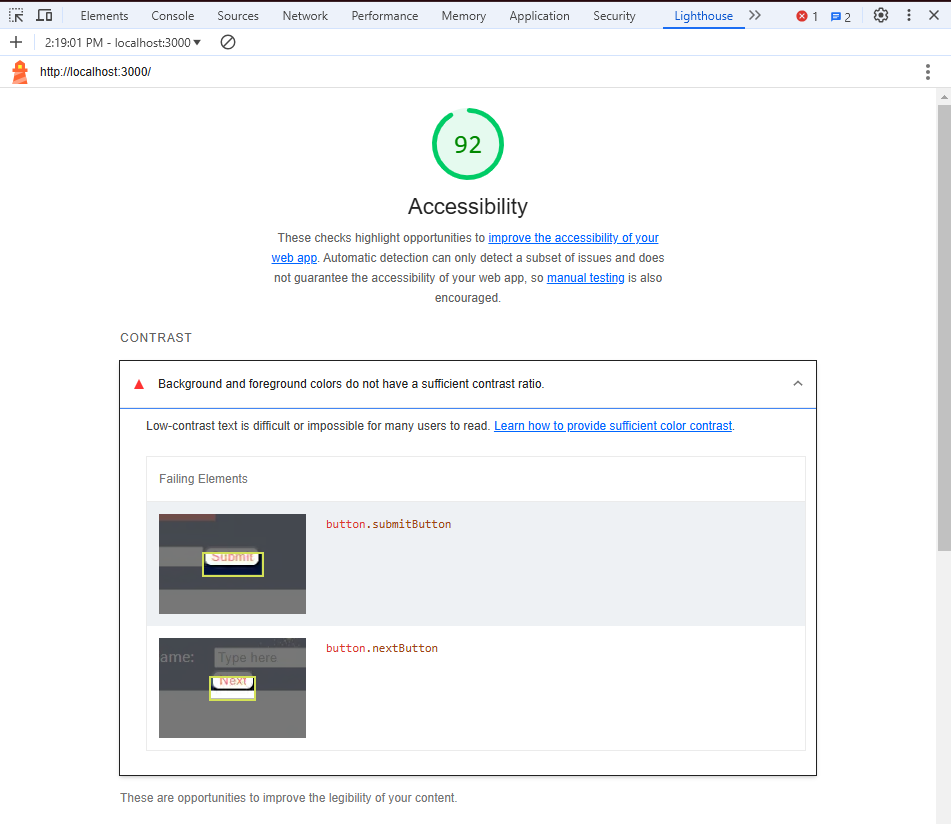 Elements Console Sources Network Performance Memory Application Security Lighthouse 1 2
2:19:01 PM - localhost:3000
http://localhost:3000/
92
Accessibility
These checks highlight opportunities to improve the accessibility of your
web app. Automatic detection can only detect a subset of issues and does
not guarantee the accessibility of your web app, so manual testing is also
encouraged.
CONTRAST
Background and foreground colors do not have a sufficient contrast ratio.
Low-contrast text is difficult or impossible for many users to read. Learn how to provide sufficient color contrast.
Failing Elements
button.submitButton
Submit
button.nextButton
ame: Type here
Next
These are opportunities to improve the legibility of your content.